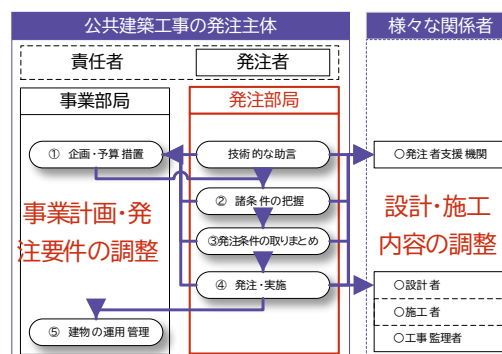 公共建築工事の発注主体
様々な関係者
責任者
発注者
事業部局
発注部局
① 企画・予算措置
技術的な助言
○発注者支援機関
② 諸条件の把握
事業計画・発
注要件の調整
設計・施工
内容の調整
③発注条件の取りまとめ
④ 発注・実施
○設計者
○施工者
⑤ 建物の運用管理
○工事監理者